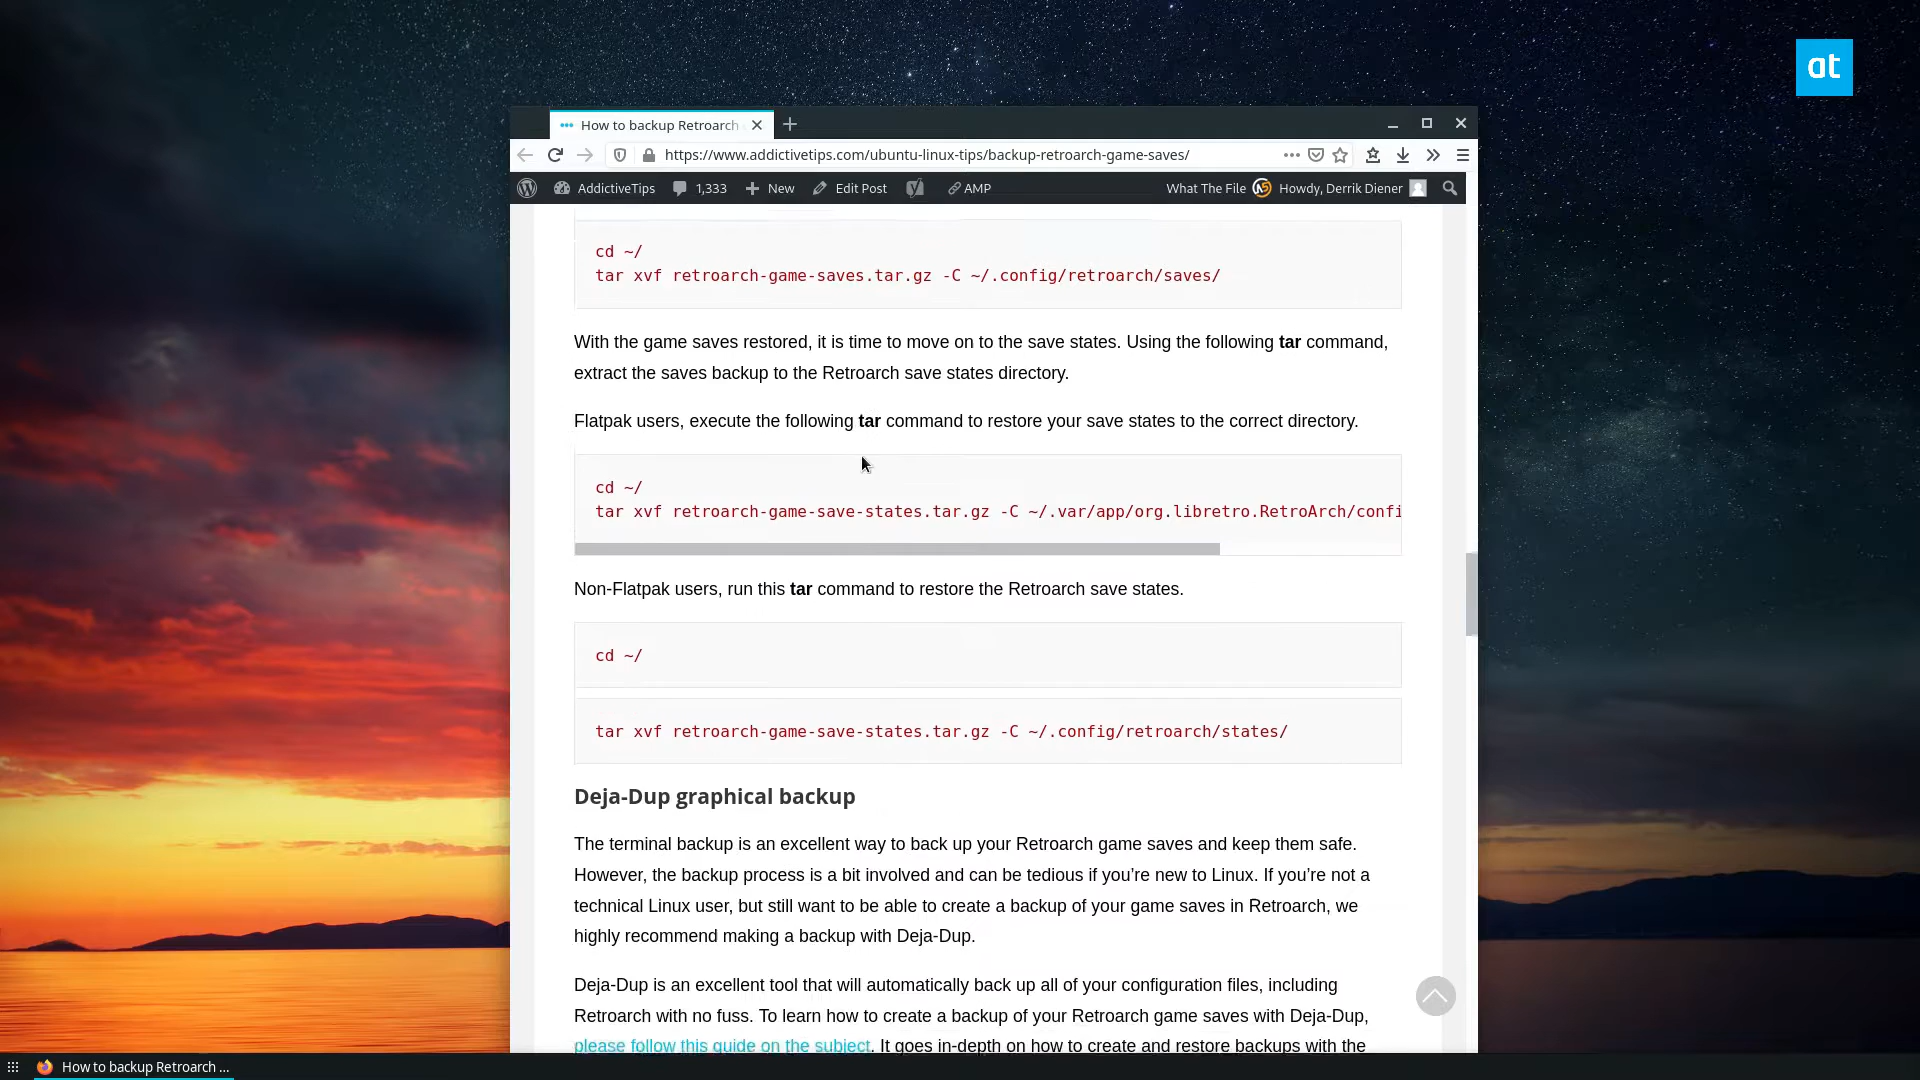 at
How to backup Retroarch
https://www.addictivetips.com/ubuntu-linux-tips/backup-retroarch-game-saves/
AddictiveTips 1,333 New Edit Post AMP What The File Howdy, Derrik Diener
cd ~/
tar xvf retroarch-game-saves.tar.gz -C ~/.config/retroarch/saves/
With the game saves restored, it is time to move on to the save states. Using the following tar command,
extract the saves backup to the Retroarch save states directory.
Flatpak users, execute the following tar command to restore your save states to the correct directory.
cd ~/
tar xvf retroarch-game-save-states.tar.gz -C ~/.var/app/org.libretro.RetroArch/confi
Non-Flatpak users, run this tar command to restore the Retroarch save states.
cd ~/
tar xvf retroarch-game-save-states.tar.gz -C ~/.config/retroarch/states/
Deja-Dup graphical backup
The terminal backup is an excellent way to back up your Retroarch game saves and keep them safe.
However, the backup process is a bit involved and can be tedious if you’re new to Linux. If you’re not a
technical Linux user, but still want to be able to create a backup of your game saves in Retroarch, we
highly recommend making a backup with Deja-Dup.
Deja-Dup is an excellent tool that will automatically back up all of your configuration files, including
Retroarch with no fuss. To learn how to create a backup of your Retroarch game saves with Deja-Dup,
please follow this guide on the subject. It goes in-depth on how to create and restore backups with the
How to backup Retroarch ...